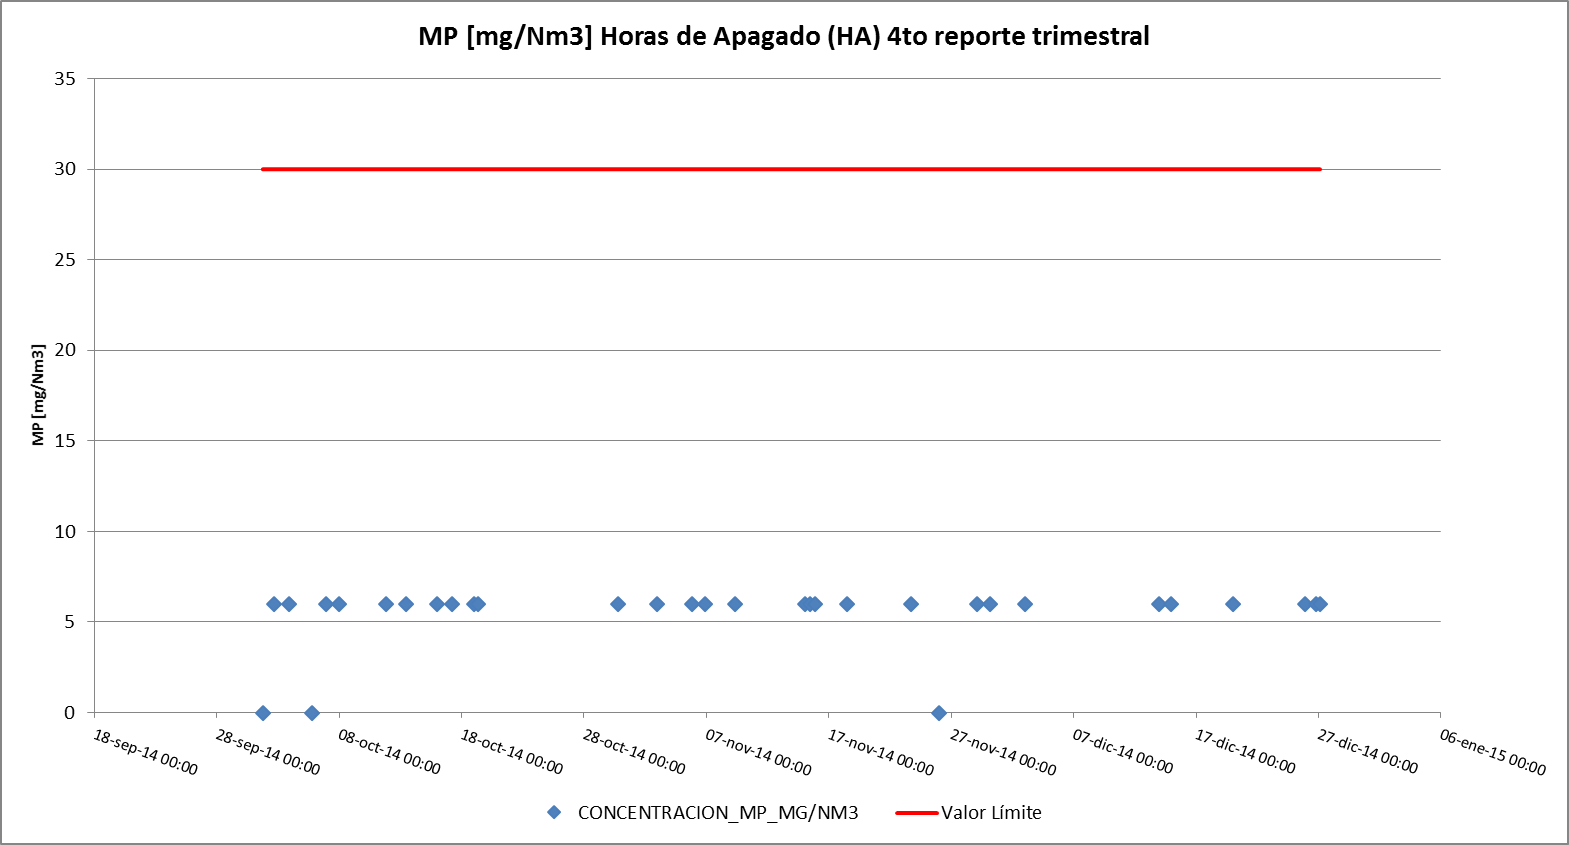 MP [mg/Nm3] Horas de Apagado (HA) 4to reporte trimestral
35
30
25
20
15
10
5
0
MP [mg/Nm3]
18-sep-14 00:00
28-sep-14 00:00
08-oct-14 00:00
18-oct-14 00:00
28-oct-14 00:00
07-nov-14 00:00
17-nov-14 00:00
27-nov-14 00:00
07-dic-14 00:00
17-dic-14 00:00
27-dic-14 00:00
06-ene-15 00:00
CONCENTRACION_MP_MG/NM3
Valor Límite